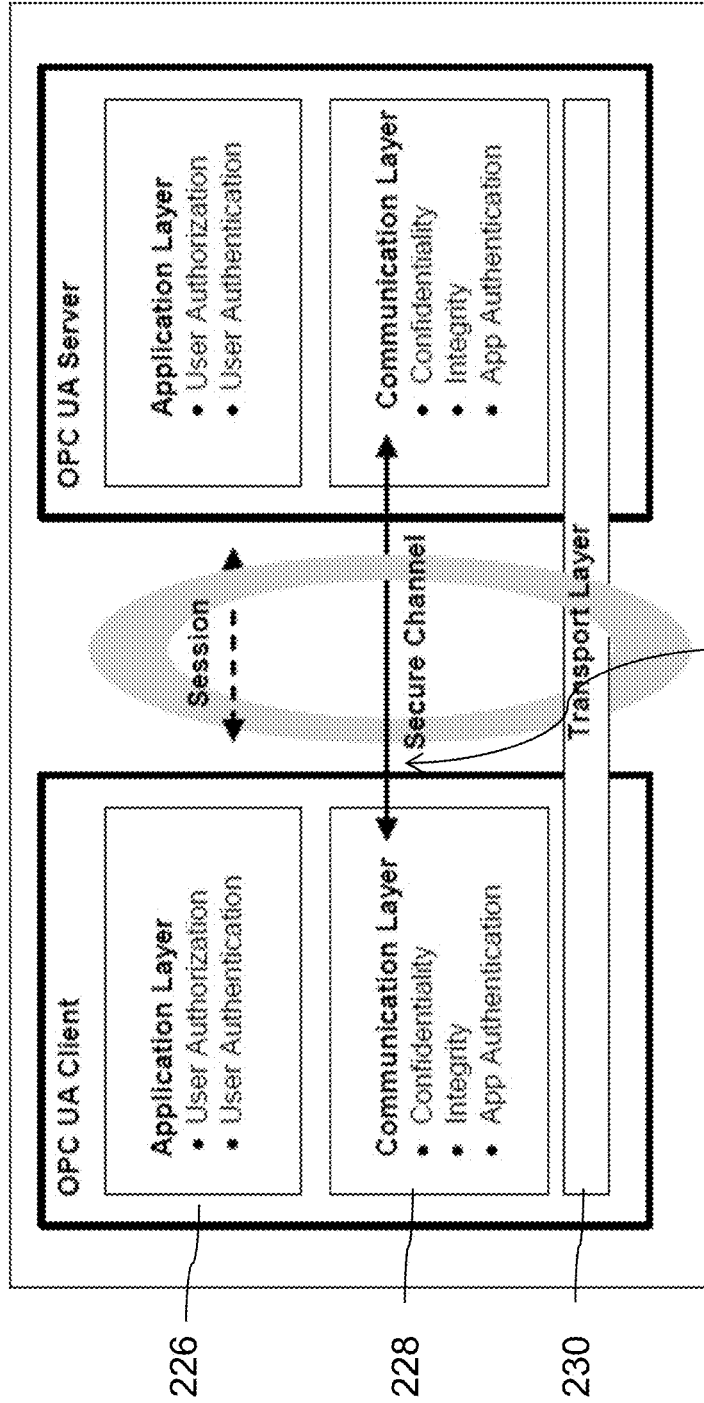 OPC UA Client
Application Layer
• User Authorization
• User Authentication
Communication Layer
• Confidentiality
• Integrity
• App Authentication
Session
Secure Channel
Transport Layer
OPC UA Server
Application Layer
• User Authorization
• User Authentication
Communication Layer
• Confidentiality
• Integrity
• App Authentication
226
228
230